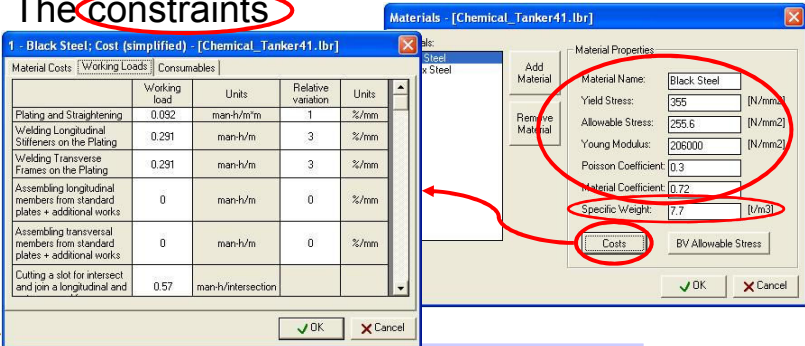 The constraints
Materials - [Chemical_Tanker41.lbr]
1 - Black Steel; Cost (simplified) - [Chemical_Tanker41.lbr]
Material Costs Working Loads Consumables
Working load Units Relative variation Units
Plating and Straightening 0.092 man-h/m*m 1 %/mm
Welding Longitudinal Stiffeners on the Plating 0.291 man-h/m 3 %/mm
Welding Transverse Frames on the Plating 0.291 man-h/m 3 %/mm
Assembling longitudinal members from standard plates + additional works 0 man-h/m 0 %/mm
Assembling transversal members from standard plates + additional works 0 man-h/m 0 %/mm
Cutting a slot for intersect and join a longitudinal and 0.57 man-h/intersection
OK Cancel
als:
Steel
x Steel
Add Material
Remove Material
Material Properties
Material Name: Black Steel
Yield Stress: 355 [N/mm2]
Allowable Stress: 255.6 [N/mm2]
Young Modulus: 206000 [N/mm2]
Poisson Coefficient: 0.3
Material Coefficient: 0.72
Specific Weight: 7.7 [t/m3]
Costs BV Allowable Stress
OK Cancel